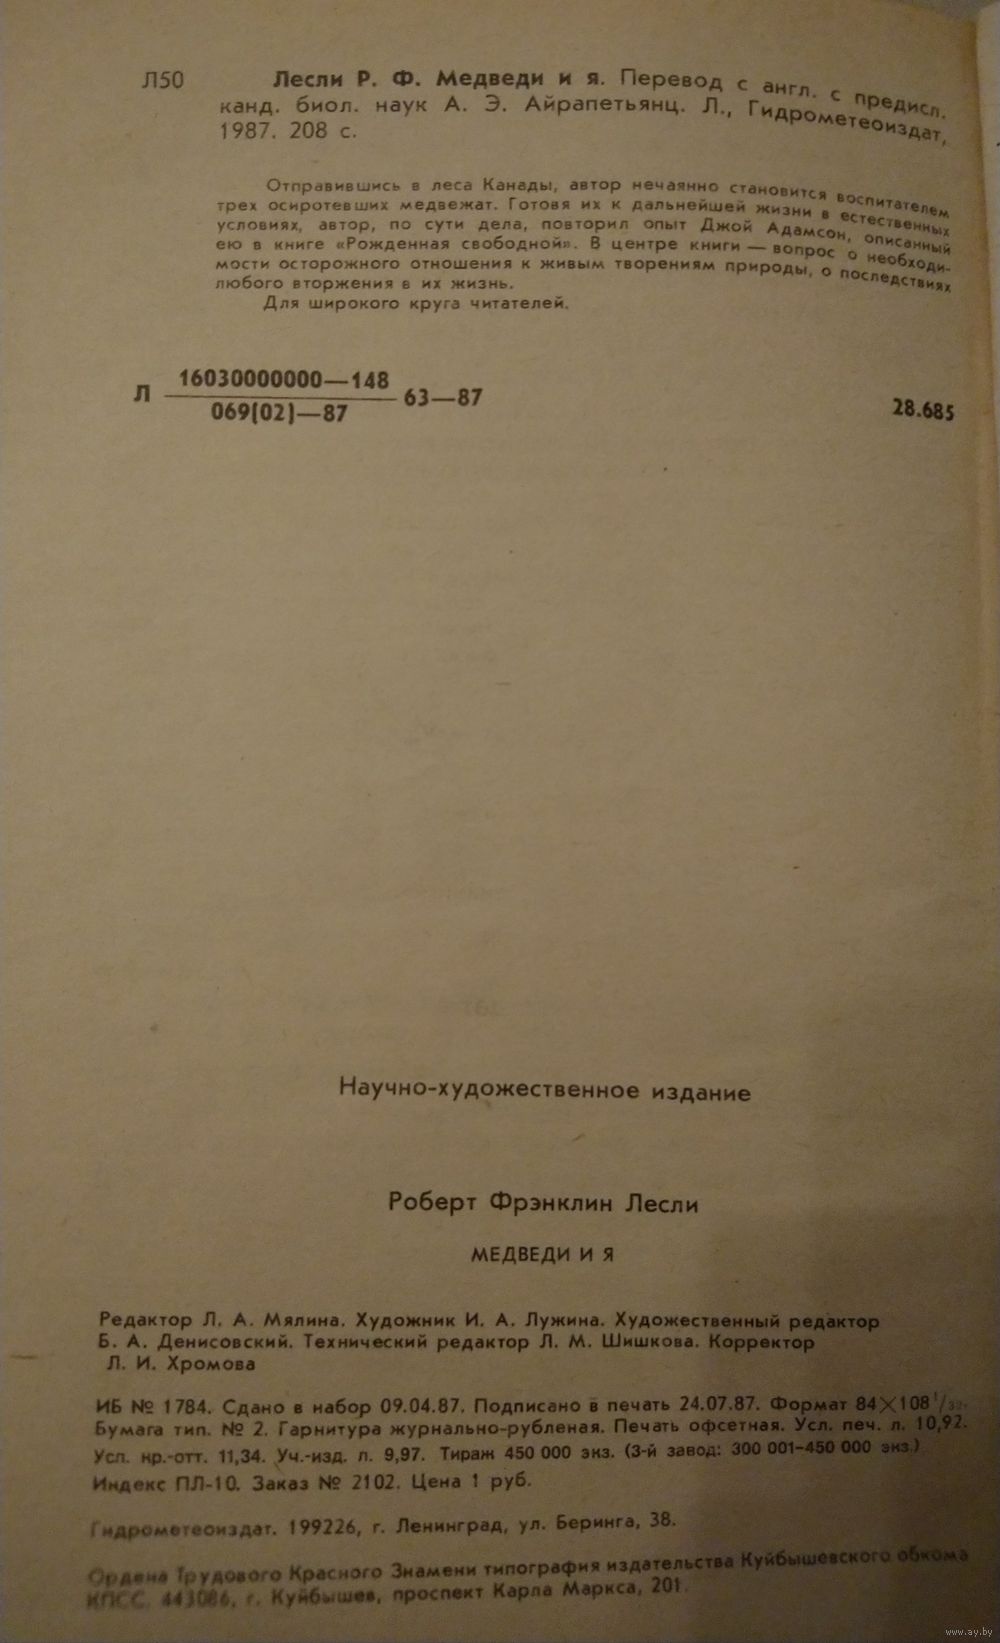 Л50 Лесли Р. Ф. Медведи и я. Перевод с англ. с предисл.
канд. биол. наук А. Э. Айрапетьянц. Л., Гидрометеоиздат,
1987. 208 с.
Отправившись в леса Канады, автор нечаянно становится воспитателем
трех осиротевших медвежат. Готовя их к дальнейшей жизни в естественных
условиях, автор, по сути дела, повторил опыт Джой Адамсон, описанный
ею в книге «Рожденная свободной». В центре книги — вопрос о необходи-
мости осторожного отношения к живым творениям природы, о последствиях
любого вторжения в их жизнь.
Для широкого круга читателей.
Л 16030000000—148
069(02)—87
63—87
28.685
Научно-художественное издание
Роберт Фрэнклин Лесли
МЕДВЕДИ И Я
Редактор Л. А. Мялина. Художник И. А. Лужина. Художественный редактор
Б. А. Денисовский. Технический редактор Л. М. Шишкова. Корректор
Л. И. Хромова
ИБ № 1784. Сдано в набор 09.04.87. Подписано в печать 24.07.87. Формат 84×108 1/32.
Бумага тип. № 2. Гарнитура журнально-рубленая. Печать офсетная. Усл. печ. л. 10,92.
Усл. кр.-отт. 11,34. Уч.-изд. л. 9,97. Тираж 450 000 экз. (3-й завод: 300 001—450 000 экз.)
Индекс ПЛ-10. Заказ № 2102. Цена 1 руб.
Гидрометеоиздат. 199226, г. Ленинград, ул. Беринга, 38.
Ордена Трудового Красного Знамени типография издательства Куйбышевского обкома
КПСС. 443086, г. Куйбышев, проспект Карла Маркса, 201.
www.ay.by